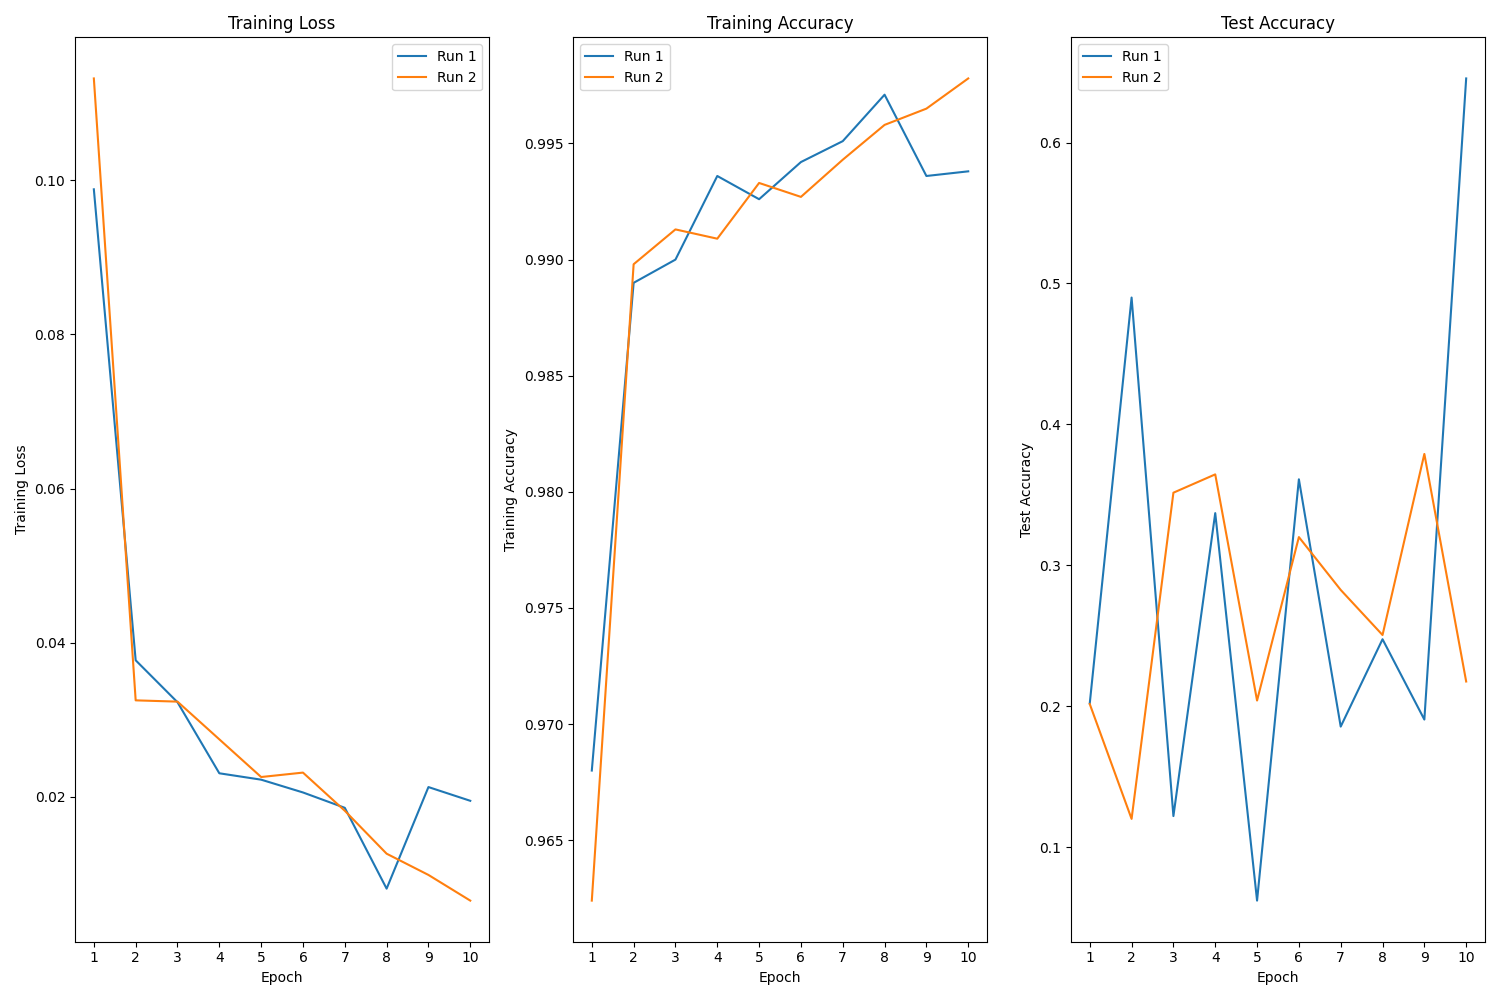 Training Loss
Run 1
Run 2
0.10
0.08
0.06
0.04
0.02
Training Loss
1 2 3 4 5 6 7 8 9 10
Epoch
Training Accuracy
Run 1
Run 2
0.995
0.990
0.985
0.980
0.975
0.970
0.965
Training Accuracy
1 2 3 4 5 6 7 8 9 10
Epoch
Test Accuracy
Run 1
Run 2
0.6
0.5
0.4
0.3
0.2
0.1
Test Accuracy
1 2 3 4 5 6 7 8 9 10
Epoch